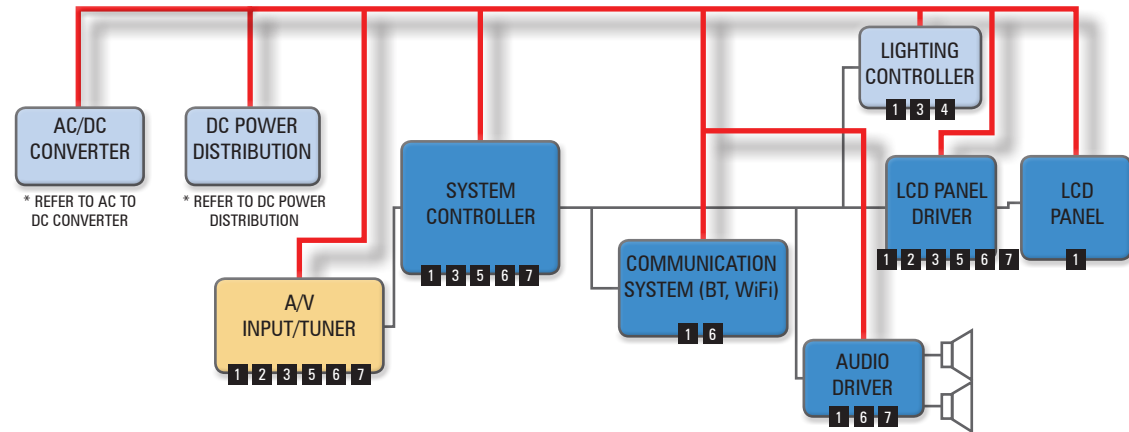 LIGHTING
CONTROLLER
1 3 4
AC/DC
CONVERTER
* REFER TO AC TO
DC CONVERTER
DC POWER
DISTRIBUTION
* REFER TO DC POWER
DISTRIBUTION
SYSTEM
CONTROLLER
1 3 5 6 7
LCD PANEL
DRIVER
1 2 3 5 6 7
LCD
PANEL
1
COMMUNICATION
SYSTEM (BT, WiFi)
1 6
A/V
INPUT/TUNER
1 2 3 5 6 7
AUDIO
DRIVER
1 6 7